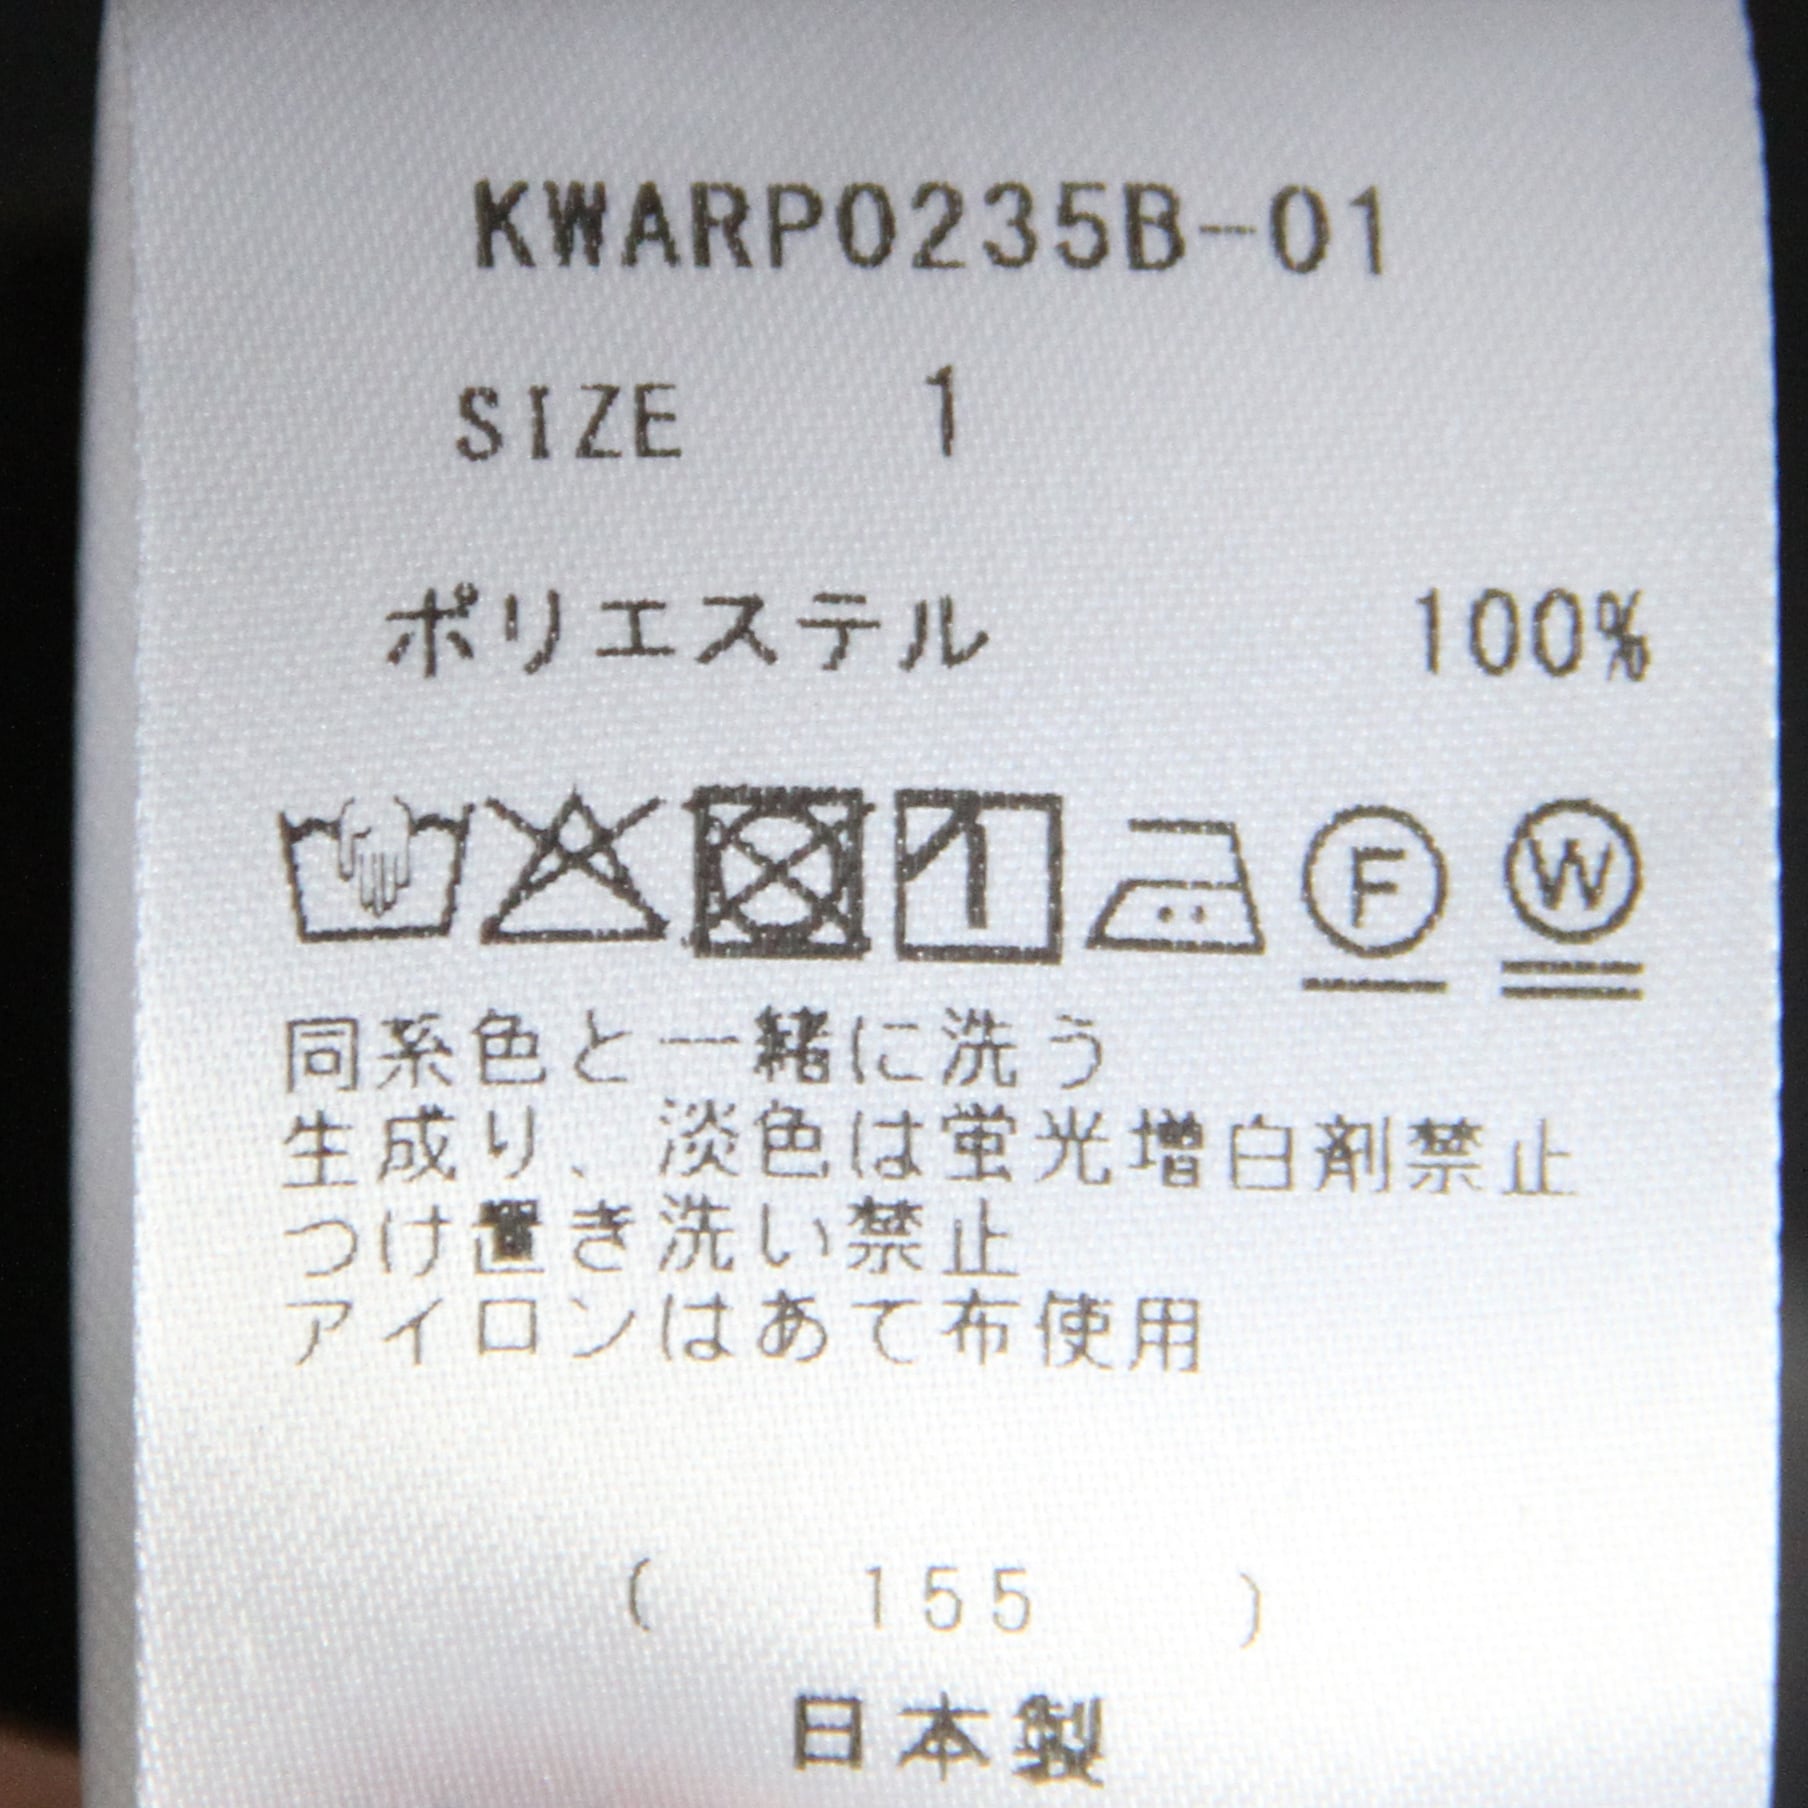 KWARP0235B-01
SIZE 1
ポリエステル 100%
F W
同系色と一緒に洗う
生成り、淡色は蛍光増白剤禁止
つけ置き洗い禁止
アイロンはあて布使用
( 155 )
日本製